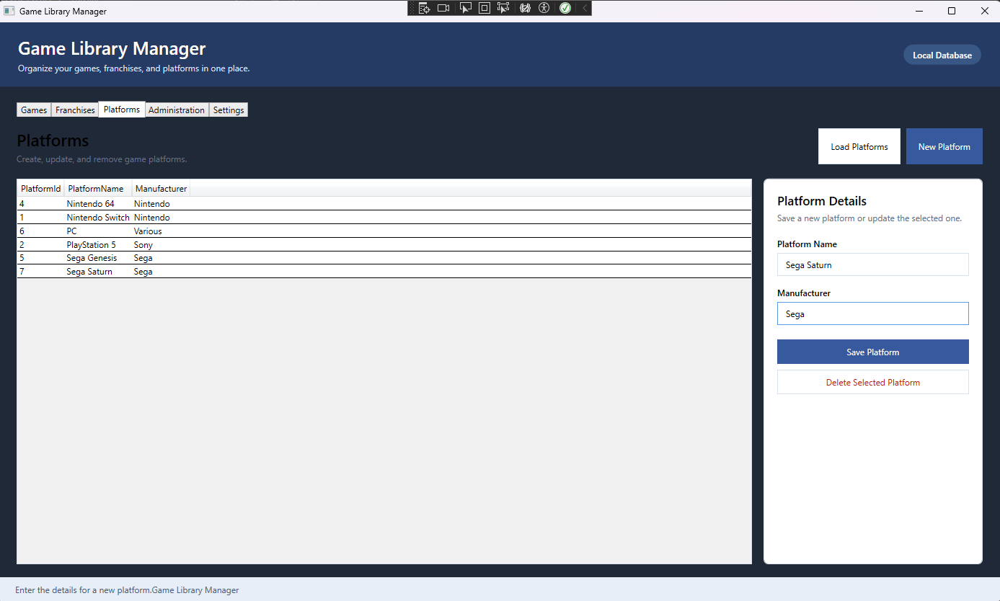 Game Library Manager
Game Library Manager
Organize your games, franchises, and platforms in one place.
Local Database
Games Franchises Platforms Administration Settings
Platforms
Create, update, and remove game platforms.
Load Platforms
New Platform
PlatformId PlatformName Manufacturer
4 Nintendo 64 Nintendo
1 Nintendo Switch Nintendo
6 PC Various
2 PlayStation 5 Sony
5 Sega Genesis Sega
7 Sega Saturn Sega
Platform Details
Save a new platform or update the selected one.
Platform Name
Sega Saturn
Manufacturer
Sega
Save Platform
Delete Selected Platform
Enter the details for a new platform.Game Library Manager